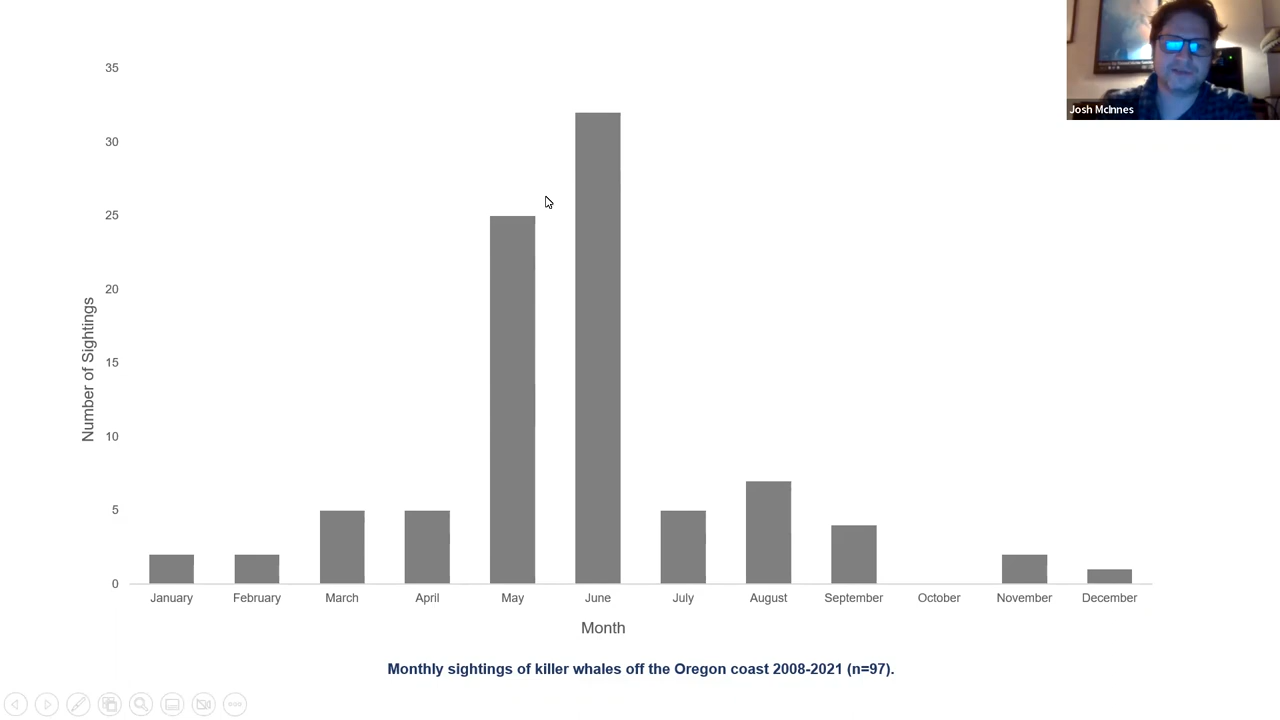 Josh McInnes
35
30
25
20
15
10
5
0
Number of Sightings
January February March April May June July August September October November December
Month
Monthly sightings of killer whales off the Oregon coast 2008-2021 (n=97).